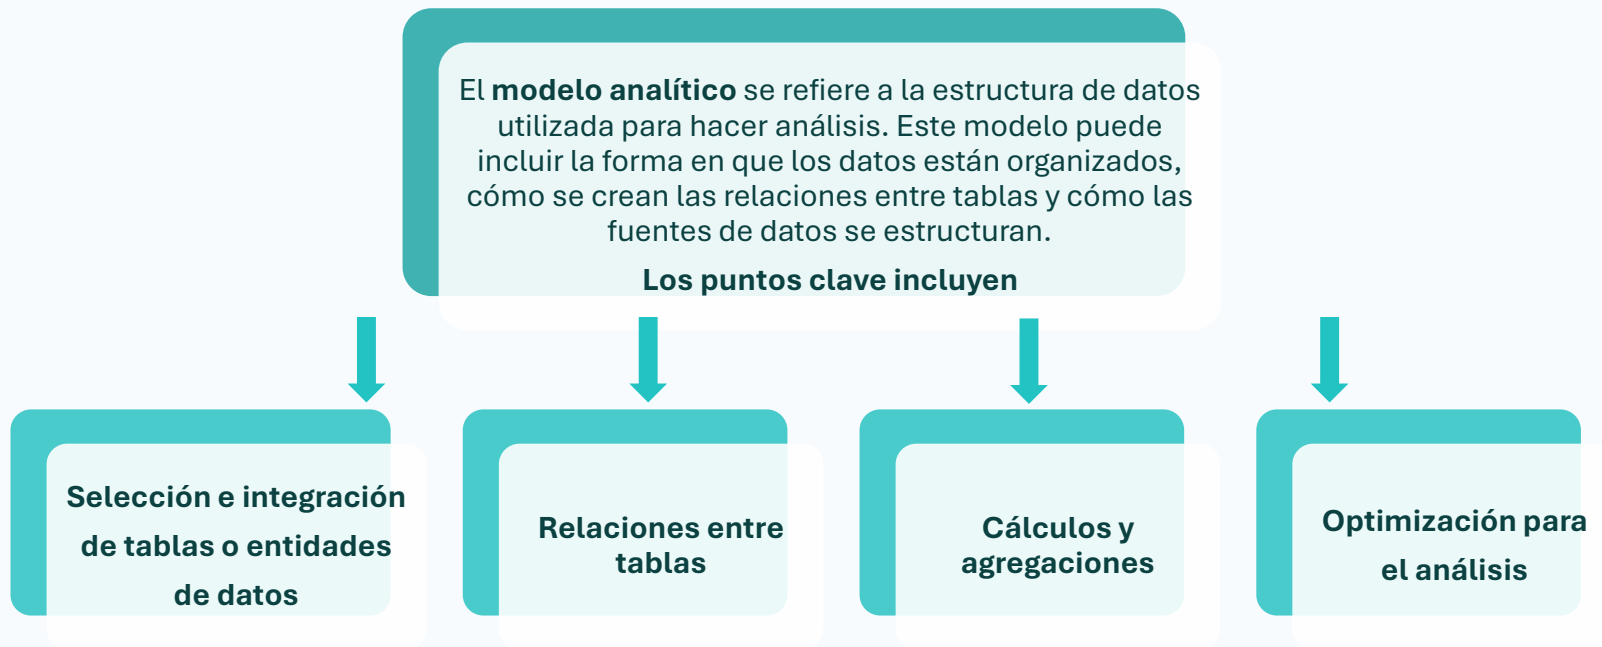 El modelo analítico se refiere a la estructura de datos
utilizada para hacer análisis. Este modelo puede
incluir la forma en que los datos están organizados,
cómo se crean las relaciones entre tablas y cómo las
fuentes de datos se estructuran.
Los puntos clave incluyen
Selección e integración
de tablas o entidades
de datos
Relaciones entre
tablas
Cálculos y
agregaciones
Optimización para
el análisis